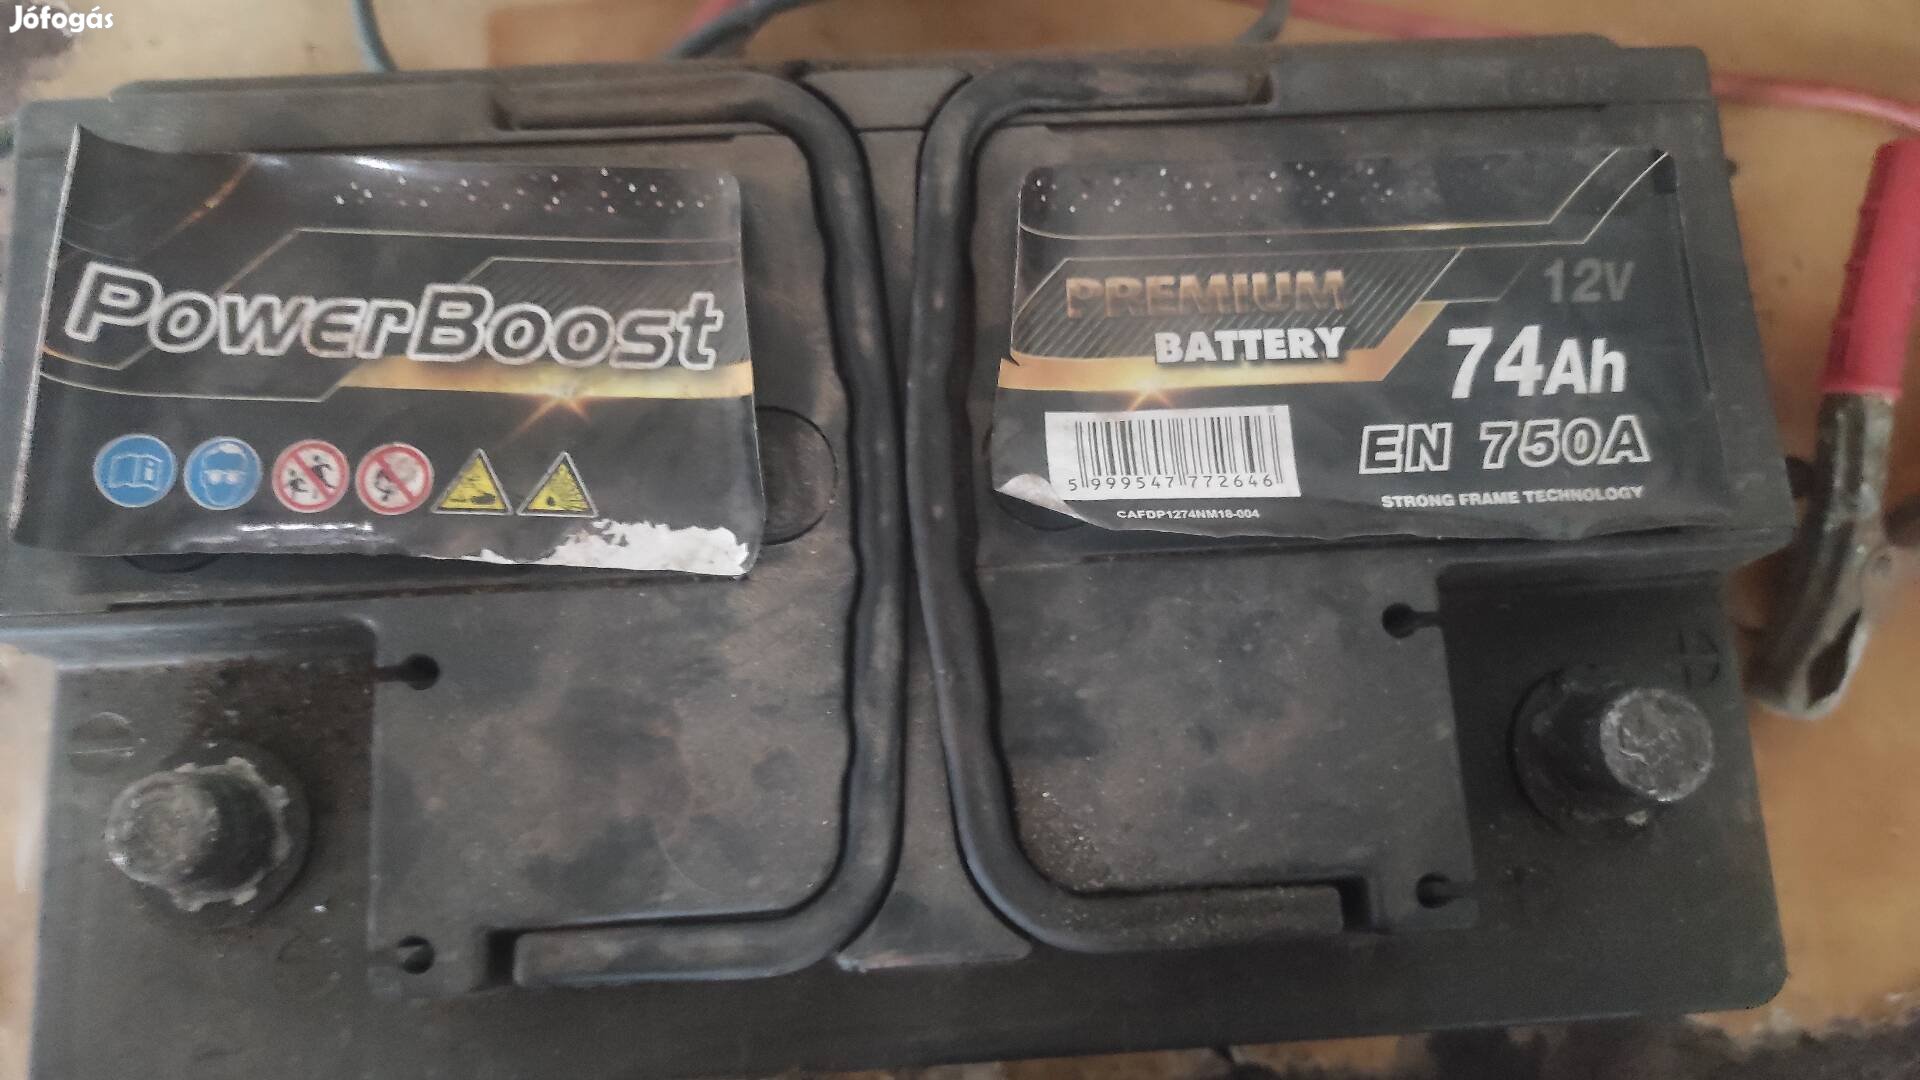 Jófogás
PowerBoost
PREMIUM
BATTERY
12V
74Ah
EN 750A
STRONG FRAME TECHNOLOGY
5 999547 772646
CAFDP1274NM18-004